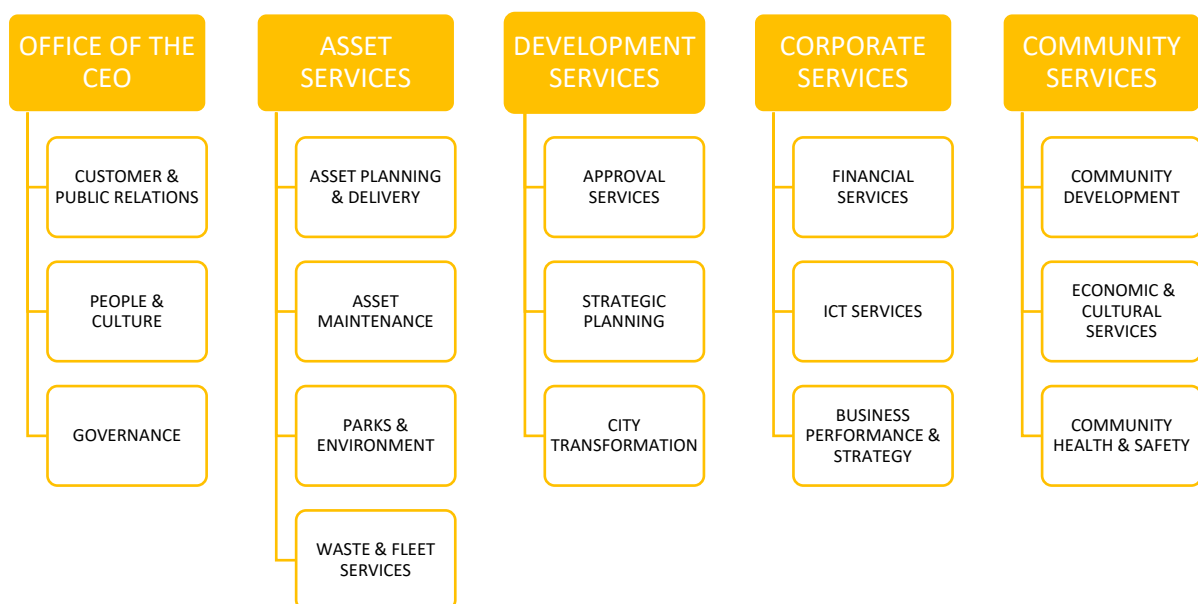 OFFICE OF THE
CEO
CUSTOMER &
PUBLIC RELATIONS
PEOPLE &
CULTURE
GOVERNANCE
ASSET
SERVICES
ASSET PLANNING
& DELIVERY
ASSET
MAINTENANCE
PARKS &
ENVIRONMENT
WASTE & FLEET
SERVICES
DEVELOPMENT
SERVICES
APPROVAL
SERVICES
STRATEGIC
PLANNING
CITY
TRANSFORMATION
CORPORATE
SERVICES
FINANCIAL
SERVICES
ICT SERVICES
BUSINESS
PERFORMANCE &
STRATEGY
COMMUNITY
SERVICES
COMMUNITY
DEVELOPMENT
ECONOMIC &
CULTURAL
SERVICES
COMMUNITY
HEALTH & SAFETY